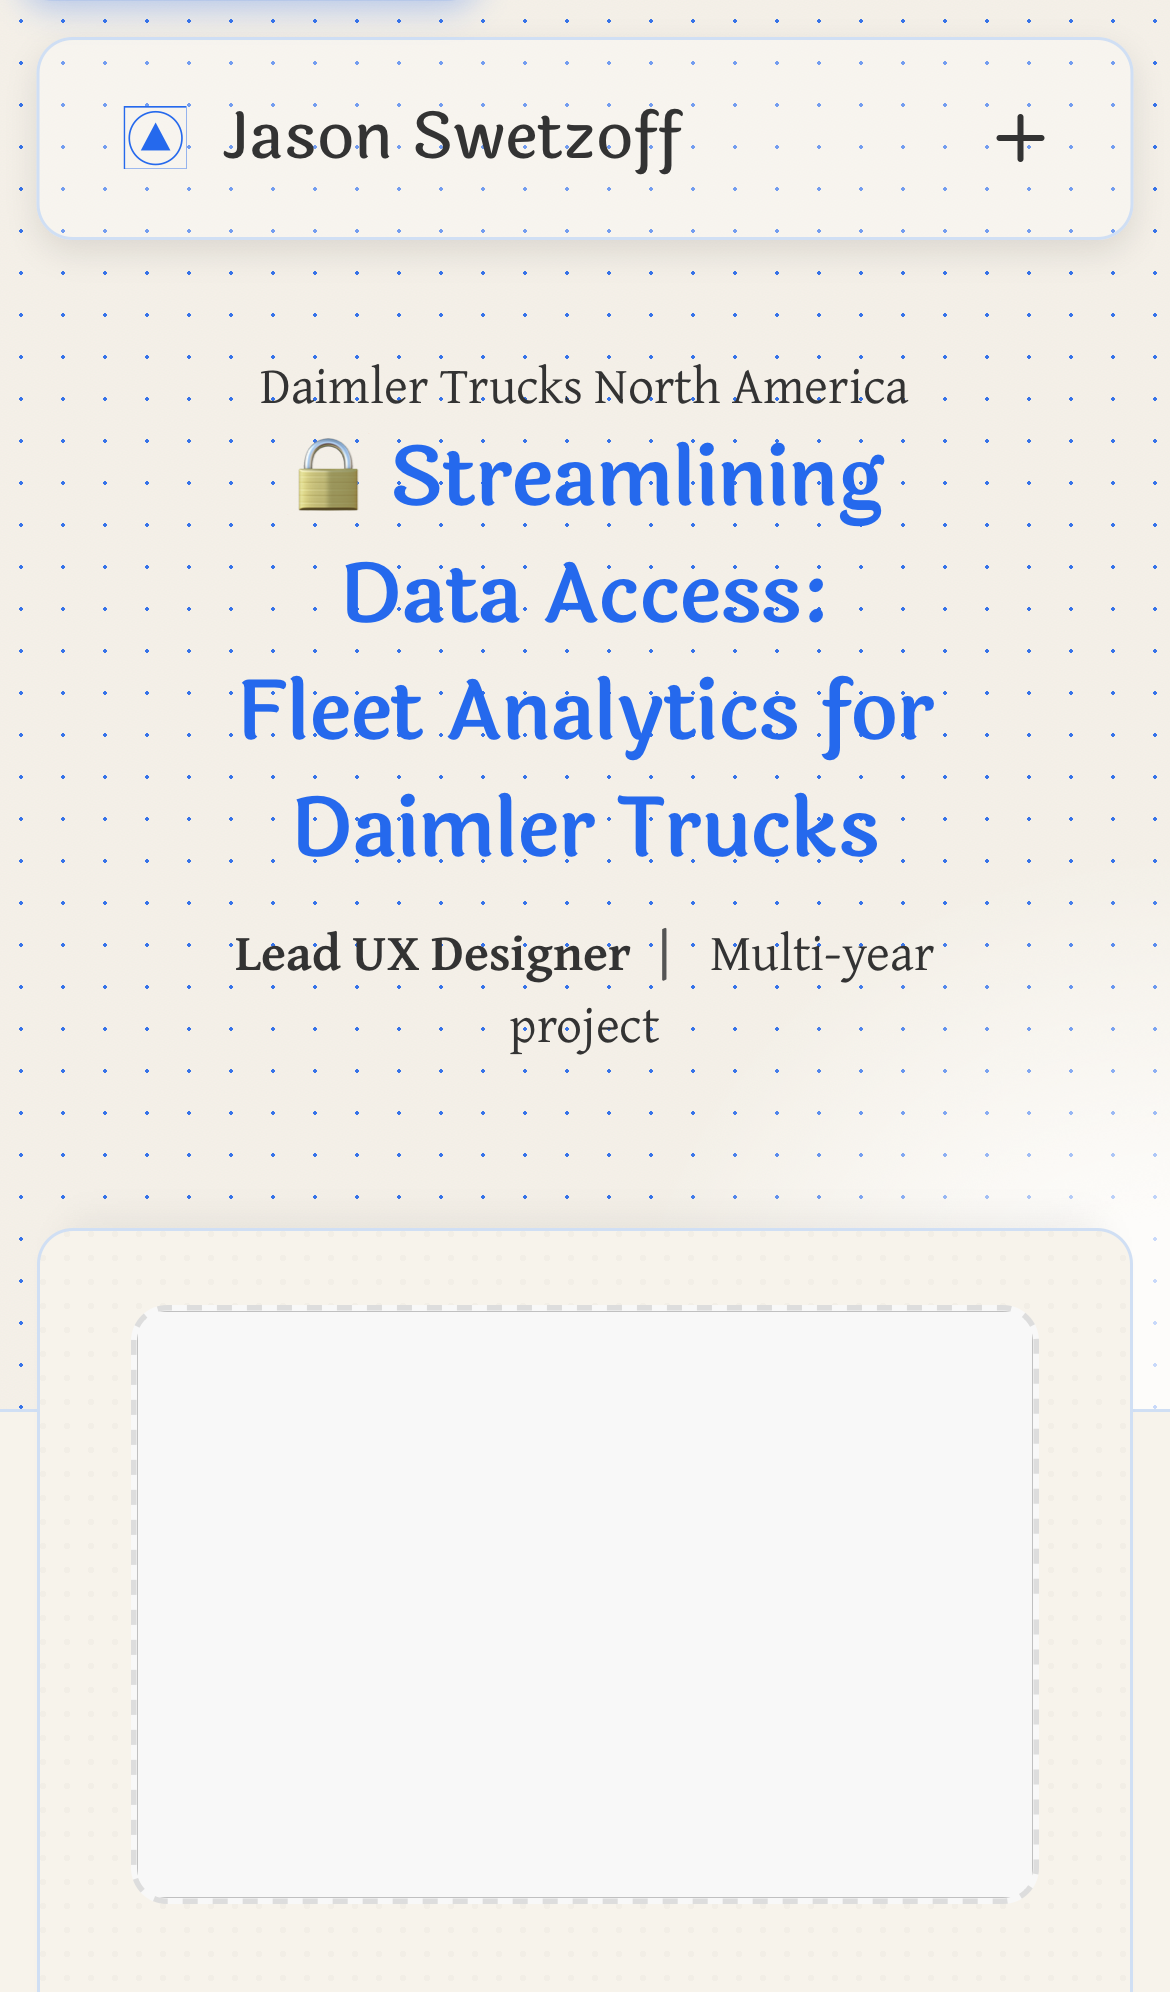 Jason Swetzoff
Daimler Trucks North America
🔒 Streamlining
Data Access:
Fleet Analytics for
Daimler Trucks
Lead UX Designer | Multi-year
project